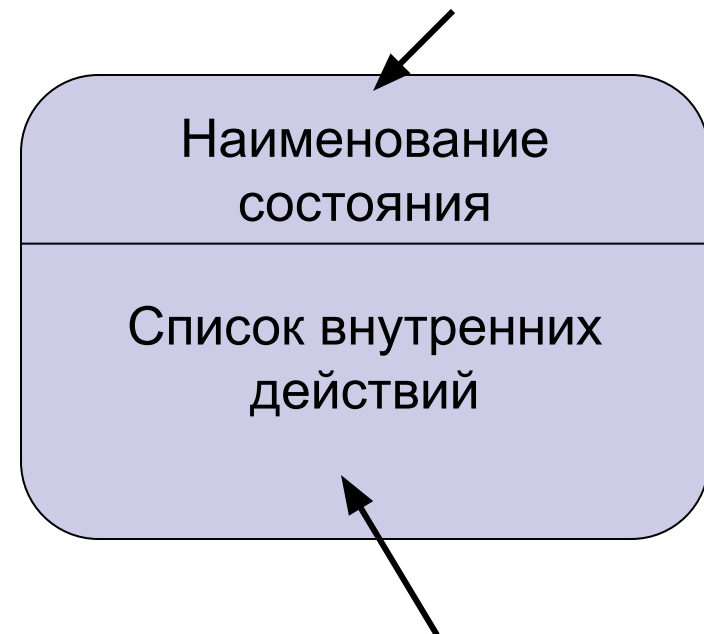 Наименование
состояния
Список внутренних
действий